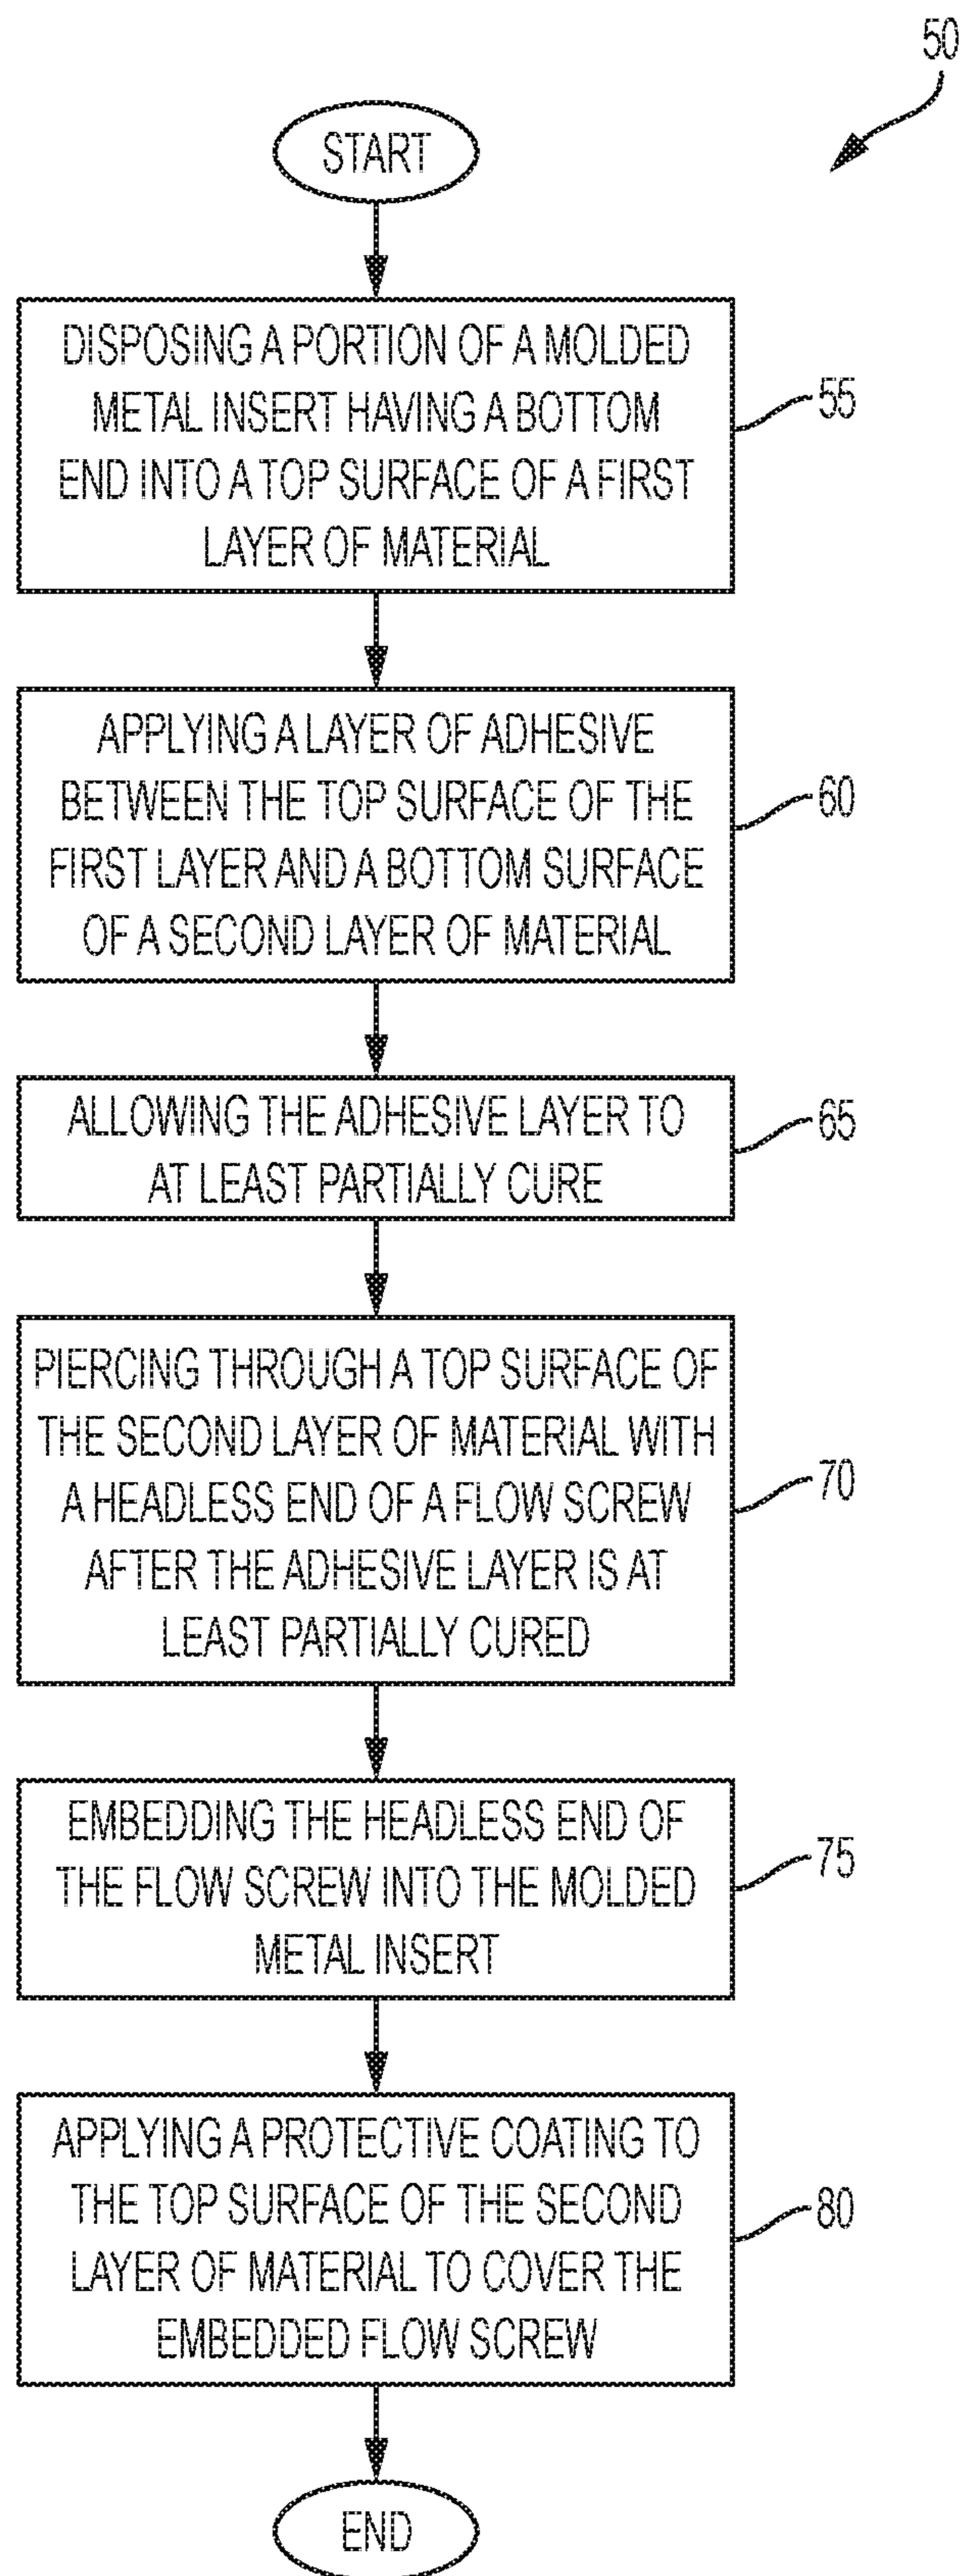 50
START
DISPOSING A PORTION OF A MOLDED
METAL INSERT HAVING A BOTTOM
END INTO A TOP SURFACE OF A FIRST
LAYER OF MATERIAL
55
APPLYING A LAYER OF ADHESIVE
BETWEEN THE TOP SURFACE OF THE
FIRST LAYER AND A BOTTOM SURFACE
OF A SECOND LAYER OF MATERIAL
60
ALLOWING THE ADHESIVE LAYER TO
AT LEAST PARTIALLY CURE
65
PIERCING THROUGH A TOP SURFACE OF
THE SECOND LAYER OF MATERIAL WITH
A HEADLESS END OF A FLOW SCREW
AFTER THE ADHESIVE LAYER IS AT
LEAST PARTIALLY CURED
70
EMBEDDING THE HEADLESS END OF
THE FLOW SCREW INTO THE MOLDED
METAL INSERT
75
APPLYING A PROTECTIVE COATING TO
THE TOP SURFACE OF THE SECOND
LAYER OF MATERIAL TO COVER THE
EMBEDDED FLOW SCREW
80
END